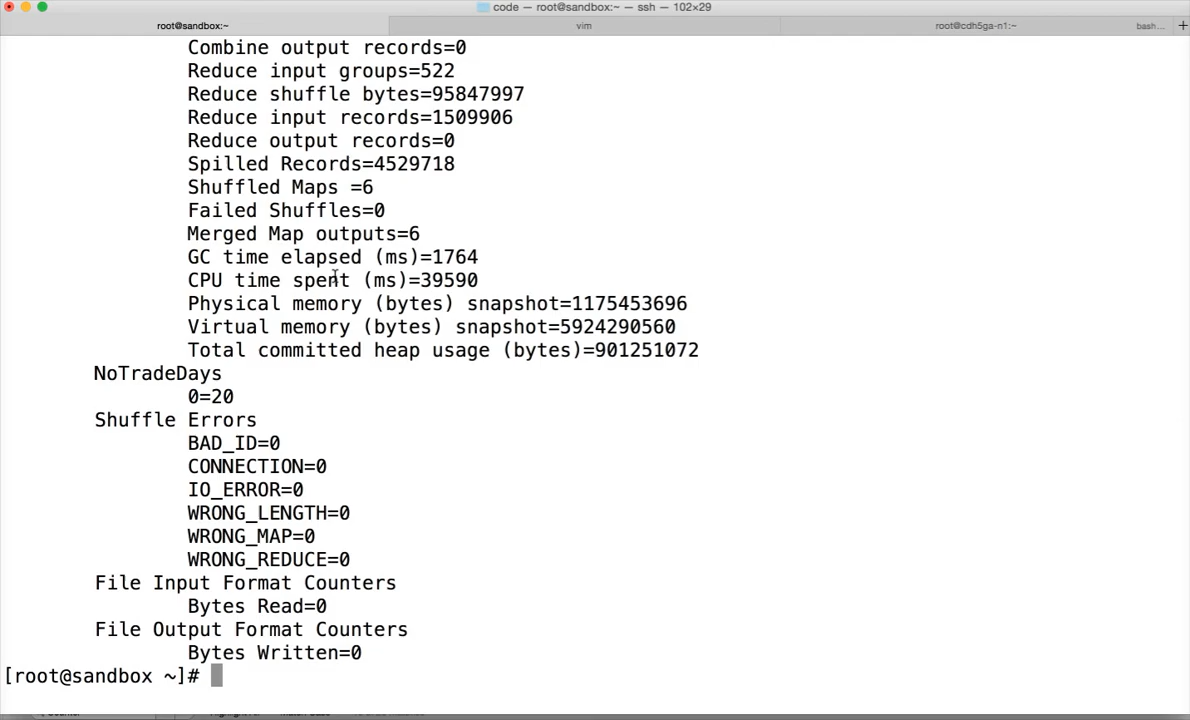 code — root@sandbox:~ — ssh — 102×29
root@sandbox:~ vim root@cdh5ga-n1:~ bash... +
Combine output records=0
Reduce input groups=522
Reduce shuffle bytes=95847997
Reduce input records=1509906
Reduce output records=0
Spilled Records=4529718
Shuffled Maps =6
Failed Shuffles=0
Merged Map outputs=6
GC time elapsed (ms)=1764
CPU time spent (ms)=39590
Physical memory (bytes) snapshot=1175453696
Virtual memory (bytes) snapshot=5924290560
Total committed heap usage (bytes)=901251072
NoTradeDays
0=20
Shuffle Errors
BAD_ID=0
CONNECTION=0
IO_ERROR=0
WRONG_LENGTH=0
WRONG_MAP=0
WRONG_REDUCE=0
File Input Format Counters
Bytes Read=0
File Output Format Counters
Bytes Written=0
[root@sandbox ~]#